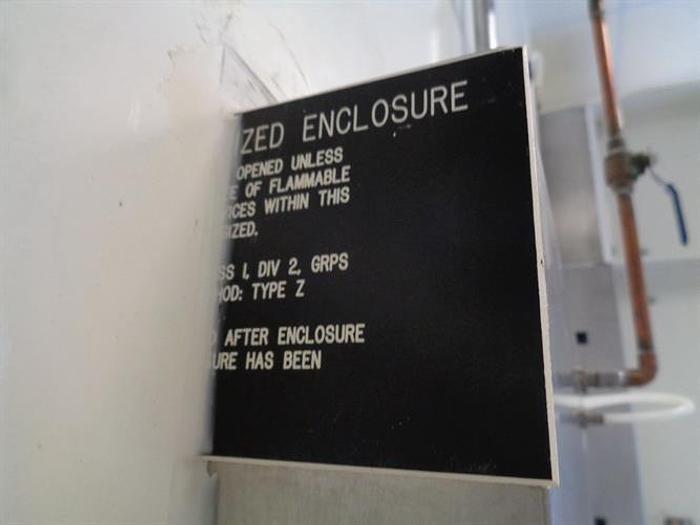 ZED ENCLOSURE
OPENED UNLESS
E OF FLAMMABLE
ICES WITHIN THIS
IZED.
SS I, DIV 2, GRPS
HOD: TYPE Z
AFTER ENCLOSURE
URE HAS BEEN